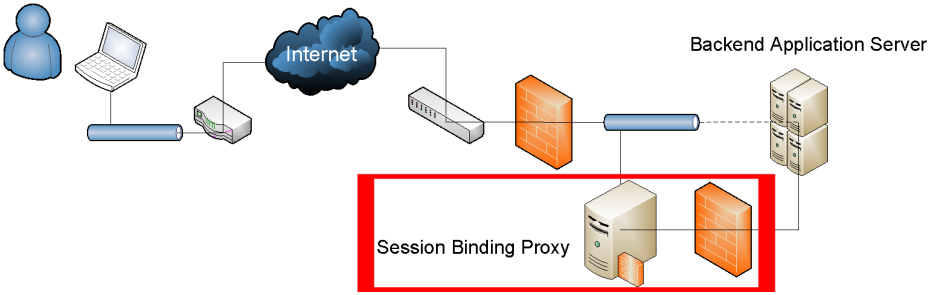 Internet
Backend Application Server
Session Binding Proxy